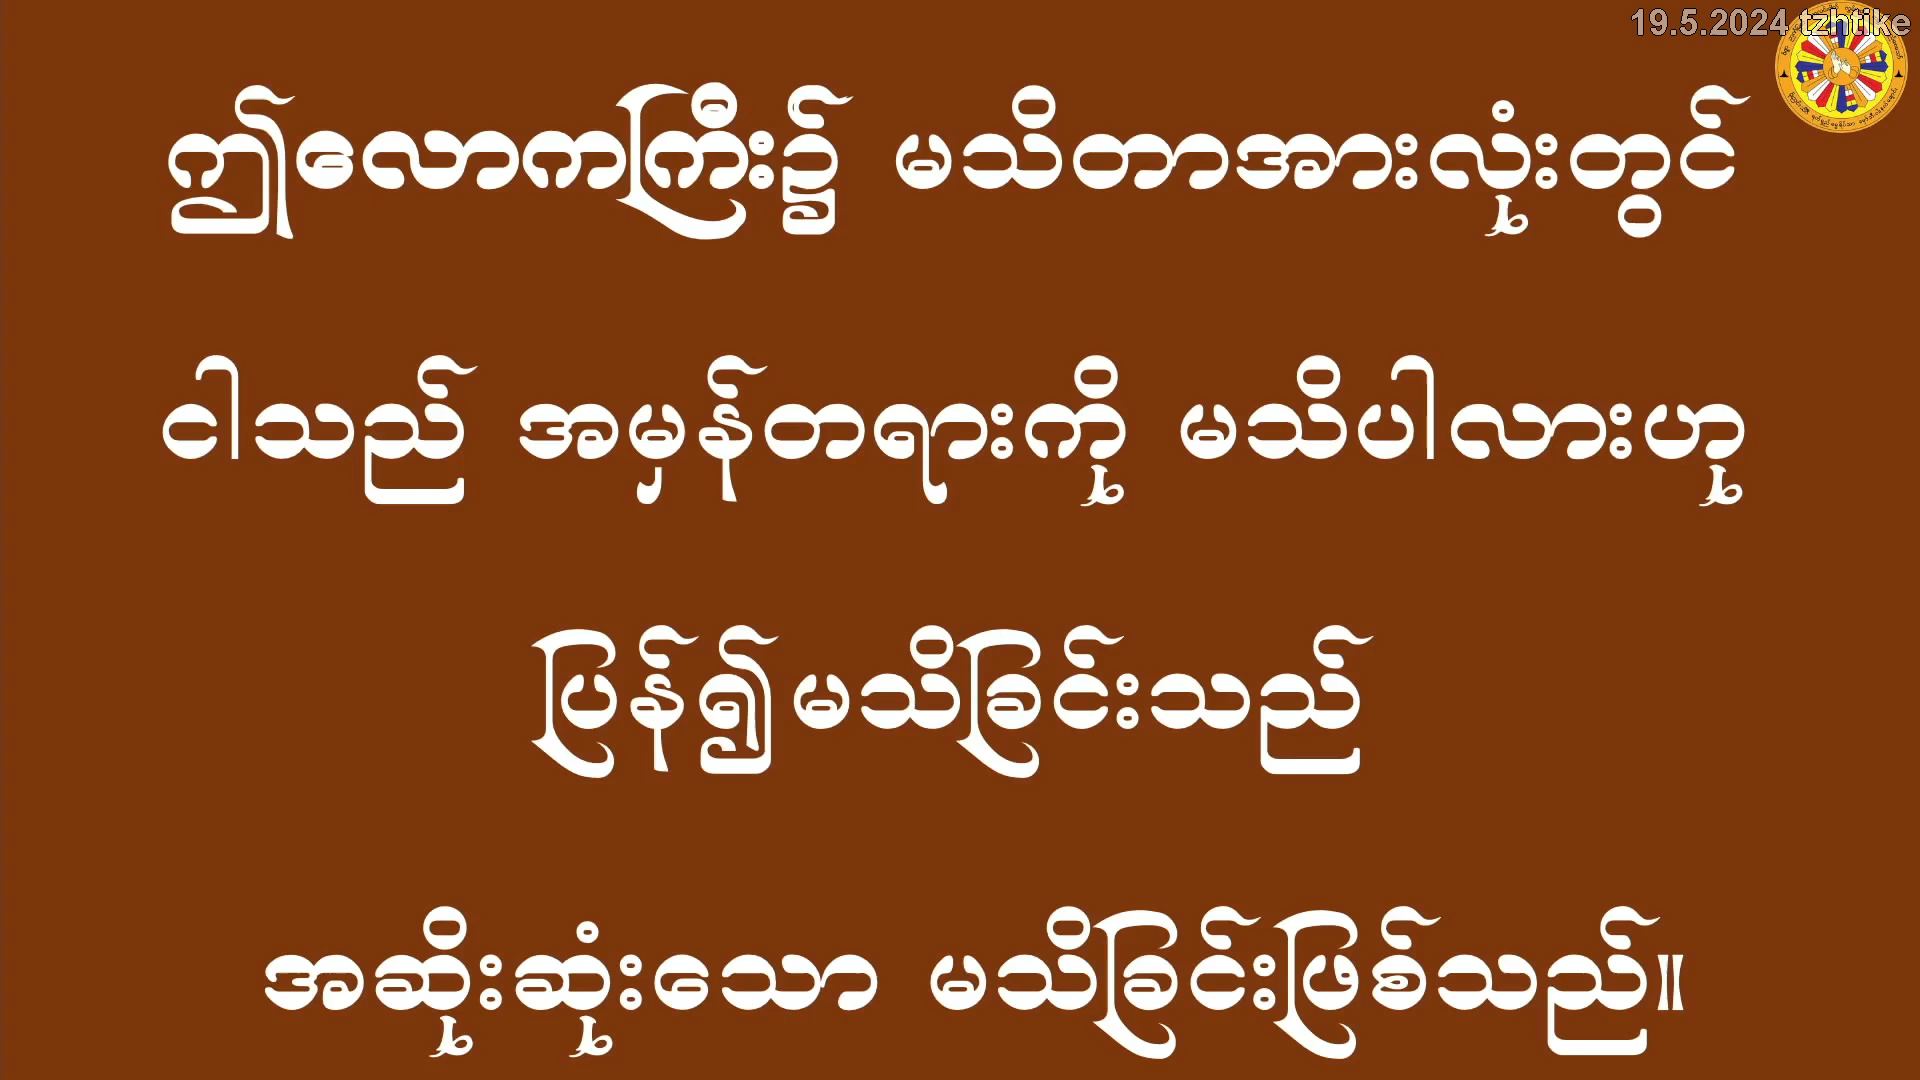 19.5.2024 tzhtike
ဤလောကကြီး၌ မသိတာအားလုံးတွင်
ငါသည် အမှန်တရားကို မသိပါလားဟု
ပြန်၍မသိခြင်းသည်
အဆိုးဆုံးသော မသိခြင်းဖြစ်သည်။